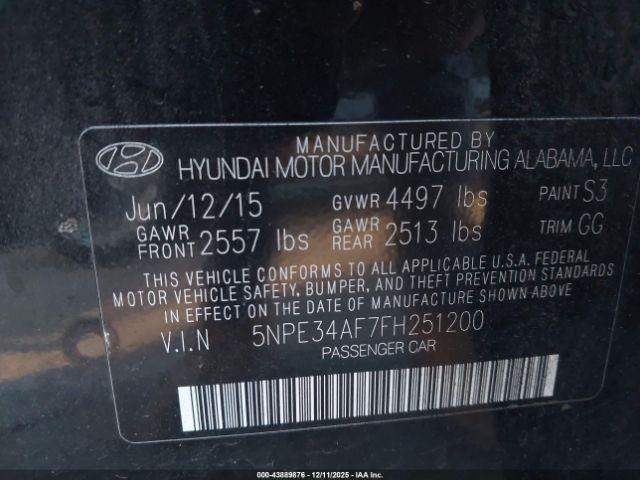 MANUFACTURED BY
HYUNDAI MOTOR MANUFACTURING ALABAMA, LLC
Jun/12/15 GVWR 4497 lbs PAINT S3
GAWR FRONT 2557 lbs GAWR REAR 2513 lbs TRIM GG
THIS VEHICLE CONFORMS TO ALL APPLICABLE U.S.A. FEDERAL
MOTOR VEHICLE SAFETY, BUMPER, AND THEFT PREVENTION STANDARDS
IN EFFECT ON THE DATE OF MANUFACTURE SHOWN ABOVE
V.I.N 5NPE34AF7FH251200
PASSENGER CAR
000-43889876 - 12/11/2025 - IAA Inc.